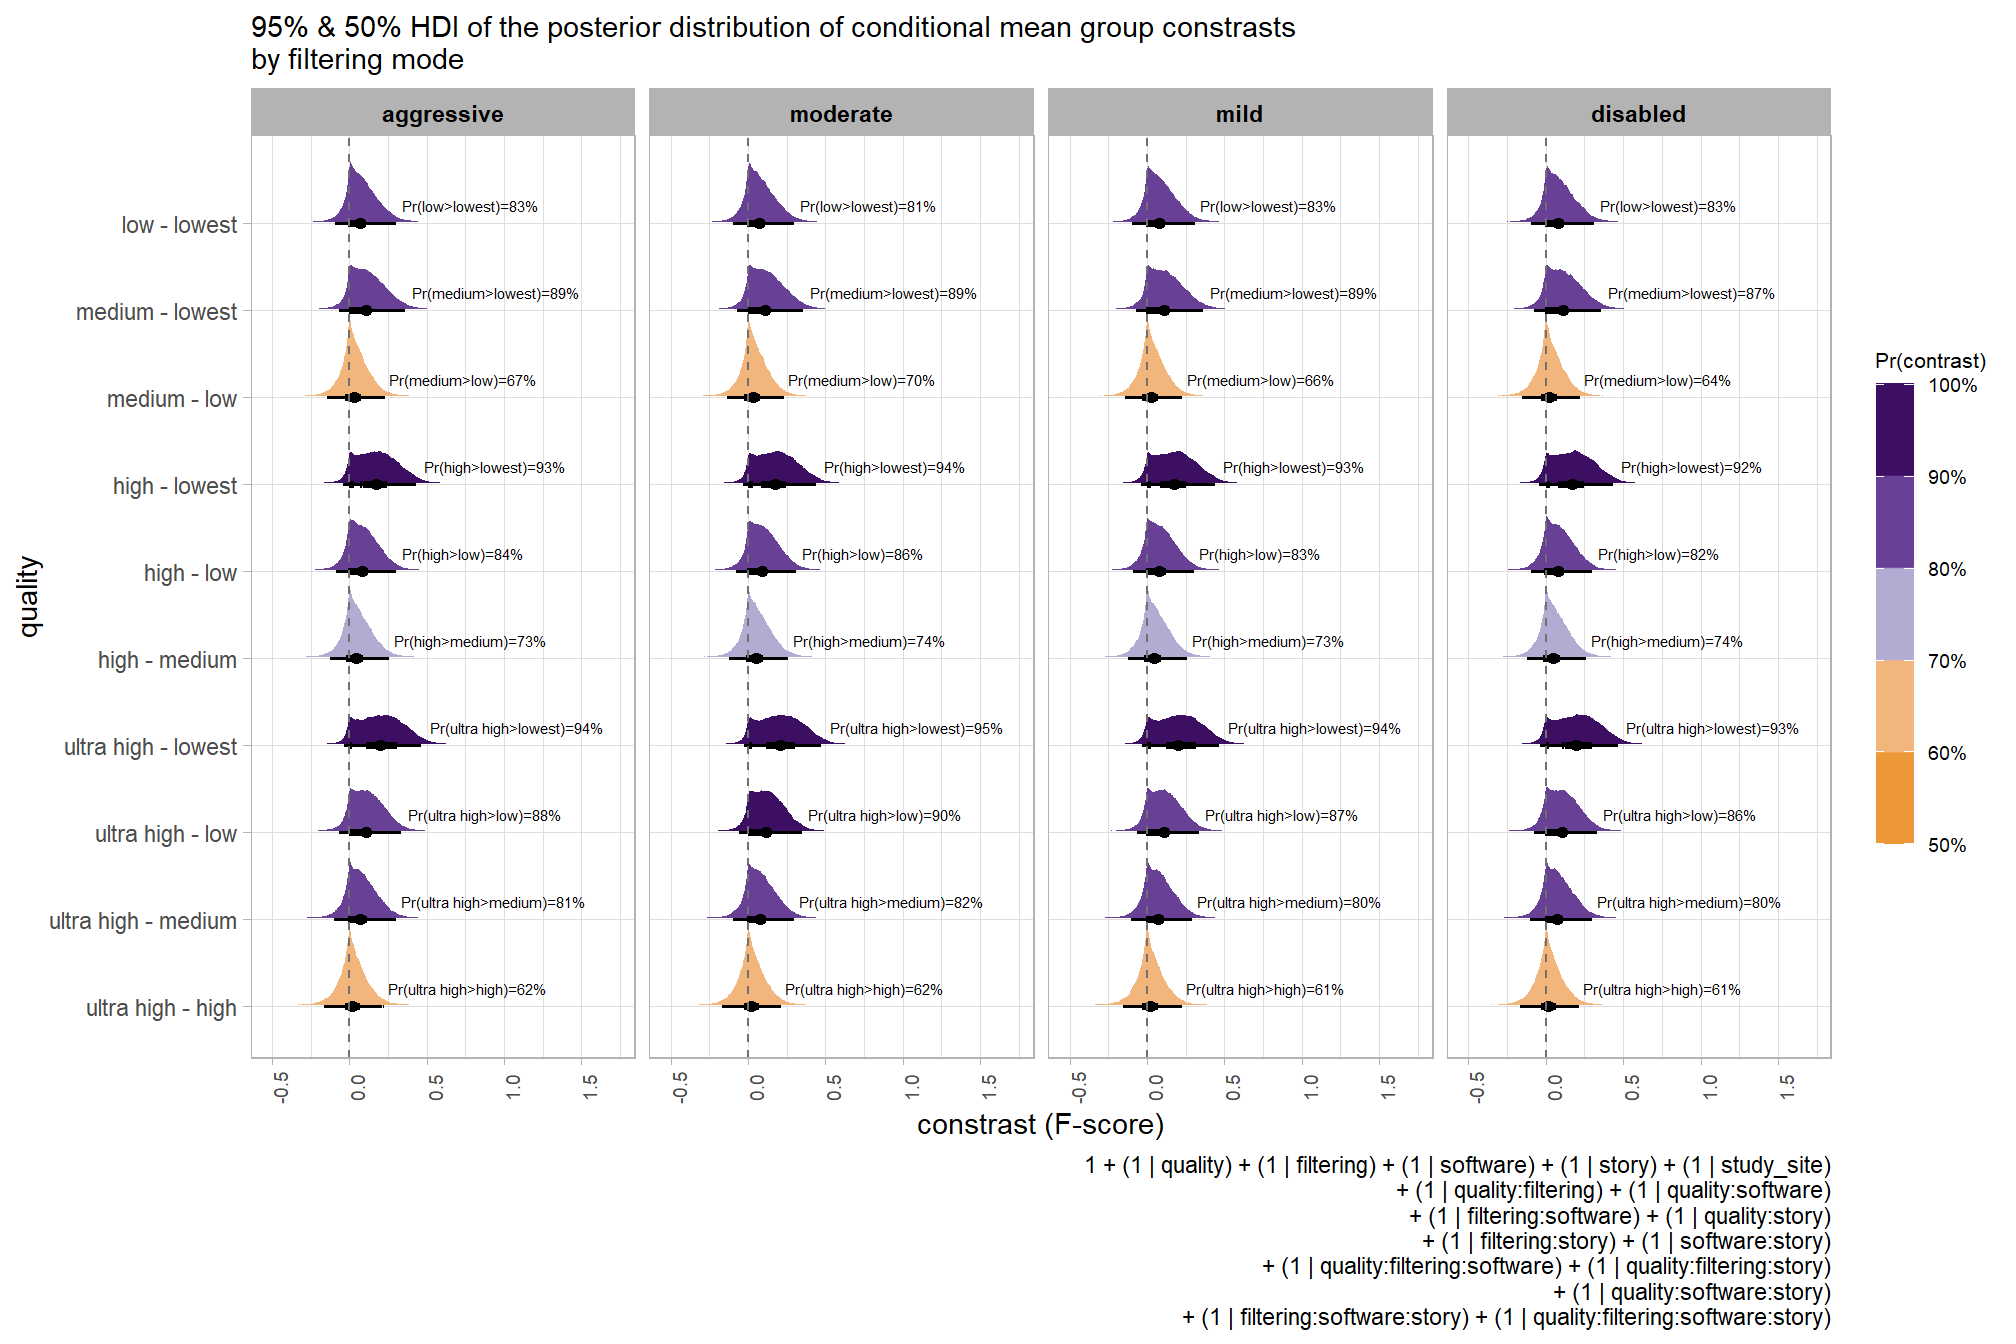 95% & 50% HDI of the posterior distribution of conditional mean group constrasts
by filtering mode
aggressive moderate mild disabled
low - lowest Pr(low>lowest)=83% Pr(low>lowest)=81% Pr(low>lowest)=83% Pr(low>lowest)=83%
medium - lowest Pr(medium>lowest)=89% Pr(medium>lowest)=89% Pr(medium>lowest)=89% Pr(medium>lowest)=87%
medium - low Pr(medium>low)=67% Pr(medium>low)=70% Pr(medium>low)=66% Pr(medium>low)=64%
high - lowest Pr(high>lowest)=93% Pr(high>lowest)=94% Pr(high>lowest)=93% Pr(high>lowest)=92%
high - low Pr(high>low)=84% Pr(high>low)=86% Pr(high>low)=83% Pr(high>low)=82%
high - medium Pr(high>medium)=73% Pr(high>medium)=74% Pr(high>medium)=73% Pr(high>medium)=74%
ultra high - lowest Pr(ultra high>lowest)=94% Pr(ultra high>lowest)=95% Pr(ultra high>lowest)=94% Pr(ultra high>lowest)=93%
ultra high - low Pr(ultra high>low)=88% Pr(ultra high>low)=90% Pr(ultra high>low)=87% Pr(ultra high>low)=86%
ultra high - medium Pr(ultra high>medium)=81% Pr(ultra high>medium)=82% Pr(ultra high>medium)=80% Pr(ultra high>medium)=80%
ultra high - high Pr(ultra high>high)=62% Pr(ultra high>high)=62% Pr(ultra high>high)=61% Pr(ultra high>high)=61%
quality
-0.5 0.0 0.5 1.0 1.5 -0.5 0.0 0.5 1.0 1.5 -0.5 0.0 0.5 1.0 1.5 -0.5 0.0 0.5 1.0 1.5
constrast (F-score)
Pr(contrast)
100%
90%
80%
70%
60%
50%
1 + (1 | quality) + (1 | filtering) + (1 | software) + (1 | story) + (1 | study_site)
+ (1 | quality:filtering) + (1 | quality:software)
+ (1 | filtering:software) + (1 | quality:story)
+ (1 | filtering:story) + (1 | software:story)
+ (1 | quality:filtering:software) + (1 | quality:filtering:story)
+ (1 | quality:software:story)
+ (1 | filtering:software:story) + (1 | quality:filtering:software:story)